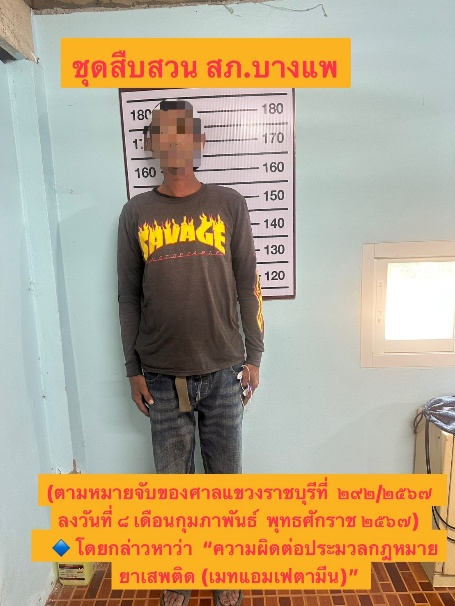 ชุดสืบสวน สภ.บางแพ
180 180
170
160 160
150
140
130
120
SAVAGE
(ตามหมายจับของศาลแขวงราชบุรีที่ ๒๙๒/๒๕๖๗
ลงวันที่ ๘ เดือนกุมภาพันธ์ พุทธศักราช ๒๕๖๗)
🔷 โดยกล่าวหาว่า “ความผิดต่อประมวลกฎหมาย
ยาเสพติด (เมทแอมเฟตามีน)”